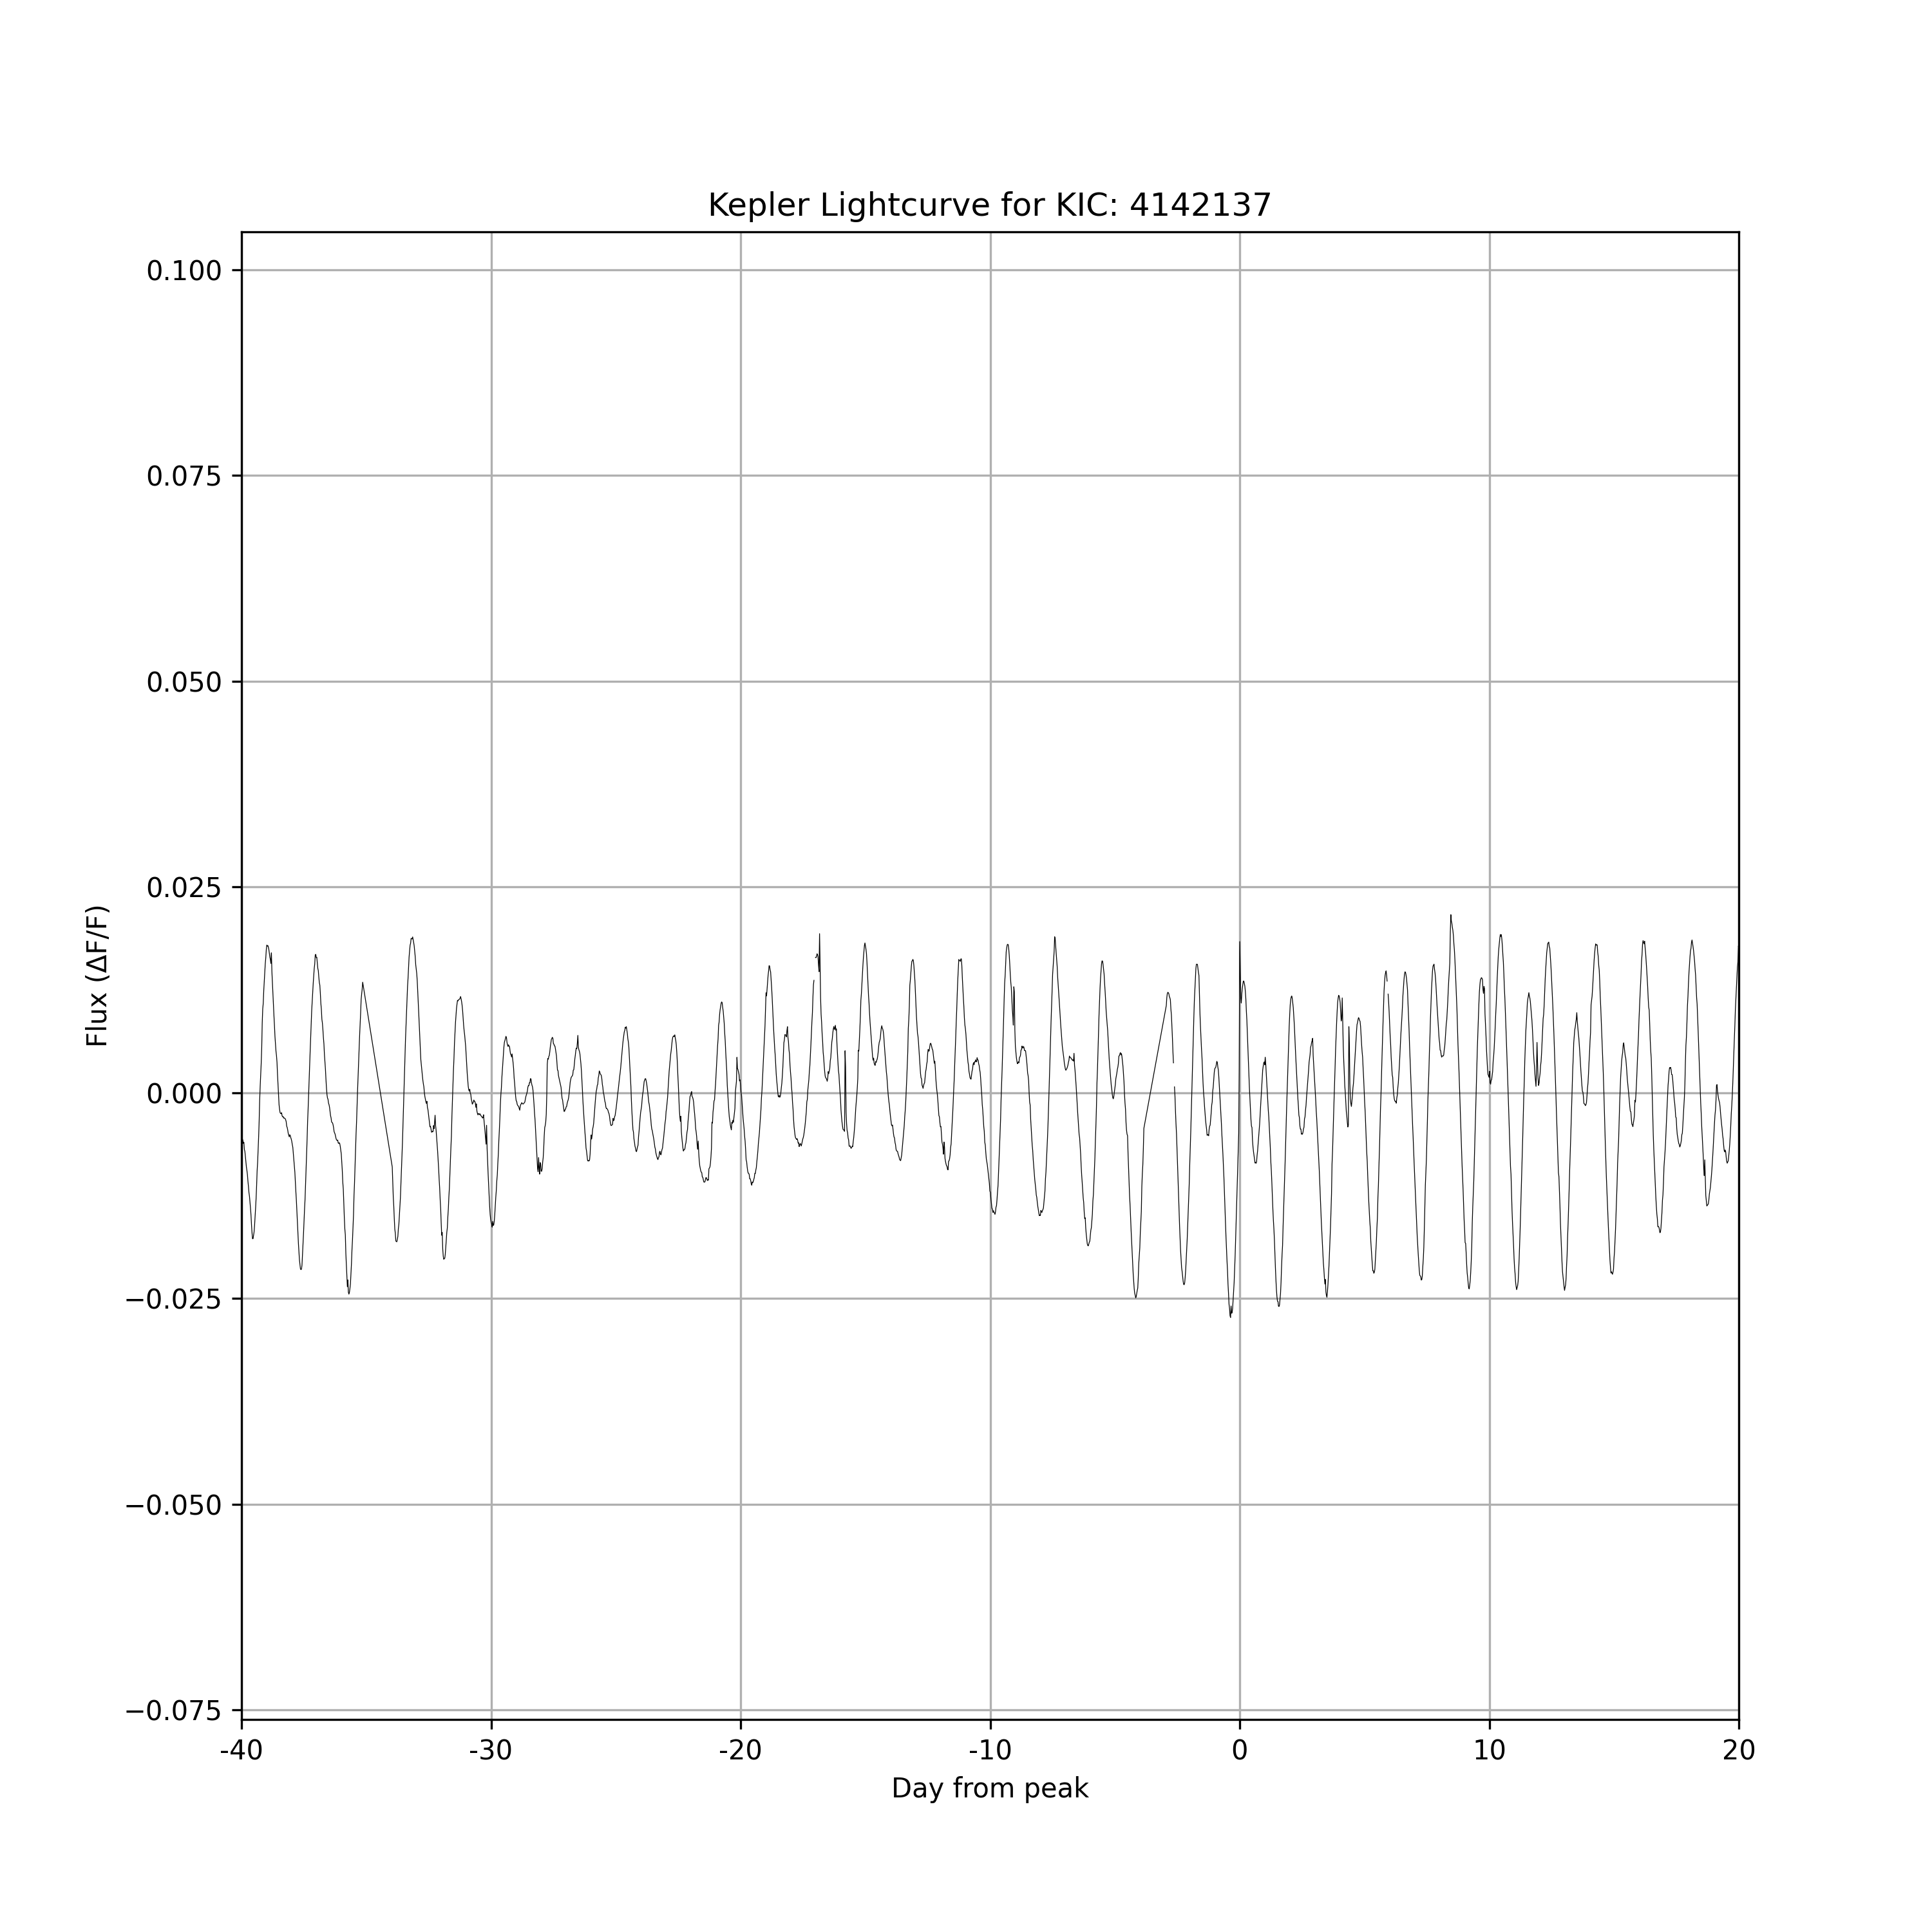 Kepler Lightcurve for KIC: 4142137
0.100
0.075
0.050
0.025
0.000
−0.025
−0.050
−0.075
Flux (ΔF/F)
-40 -30 -20 -10 0 10 20
Day from peak